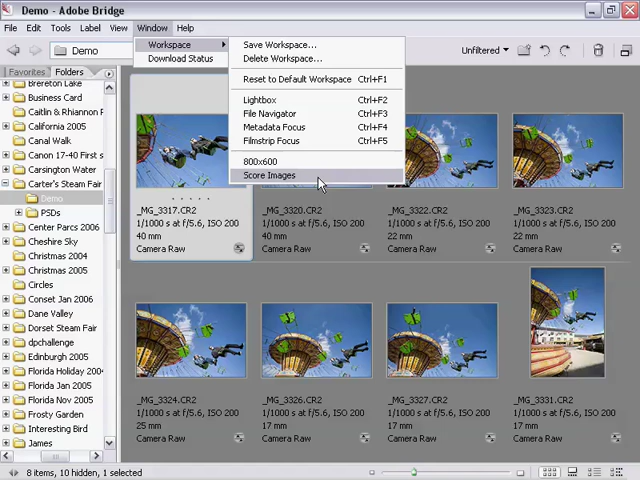 Demo - Adobe Bridge
File Edit Tools Label View Window Help
Demo
Workspace
Download Status
Save Workspace...
Delete Workspace...
Reset to Default Workspace Ctrl+F1
Lightbox Ctrl+F2
File Navigator Ctrl+F3
Metadata Focus Ctrl+F4
Filmstrip Focus Ctrl+F5
800x600
Score Images
Unfiltered
Favorites Folders
Brereton Lake
Business Card
Caitlin & Rhiannon P
California 2005
Canal Walk
Canon 17-40 First s
Carter's Steam Fair
Demo
PSDs
Center Parcs 2006
Cheshire Sky
Christmas 2004
Christmas 2005
Circles
Conset Jan 2006
Dane Valley
Dorset Steam Fair
dpchallenge
Edinburgh 2005
Florida Holiday 2004
Florida Jan 2005
Florida Nov 2005
Frosty Garden
Interesting Bird
James
_MG_3317.CR2
1/1000 s at f/5.6, ISO 200
40 mm
Camera Raw
_MG_3320.CR2
1/1000 s at f/5.6, ISO 200
40 mm
Camera Raw
_MG_3322.CR2
1/1000 s at f/5.6, ISO 200
22 mm
Camera Raw
_MG_3323.CR2
1/1000 s at f/5.6, ISO 200
22 mm
Camera Raw
_MG_3324.CR2
1/1000 s at f/5.6, ISO 200
25 mm
Camera Raw
_MG_3326.CR2
1/1000 s at f/5.6, ISO 200
17 mm
Camera Raw
_MG_3327.CR2
1/1000 s at f/5.6, ISO 200
17 mm
Camera Raw
_MG_3331.CR2
1/1000 s at f/5.6, ISO 200
17 mm
Camera Raw
8 items, 10 hidden, 1 selected